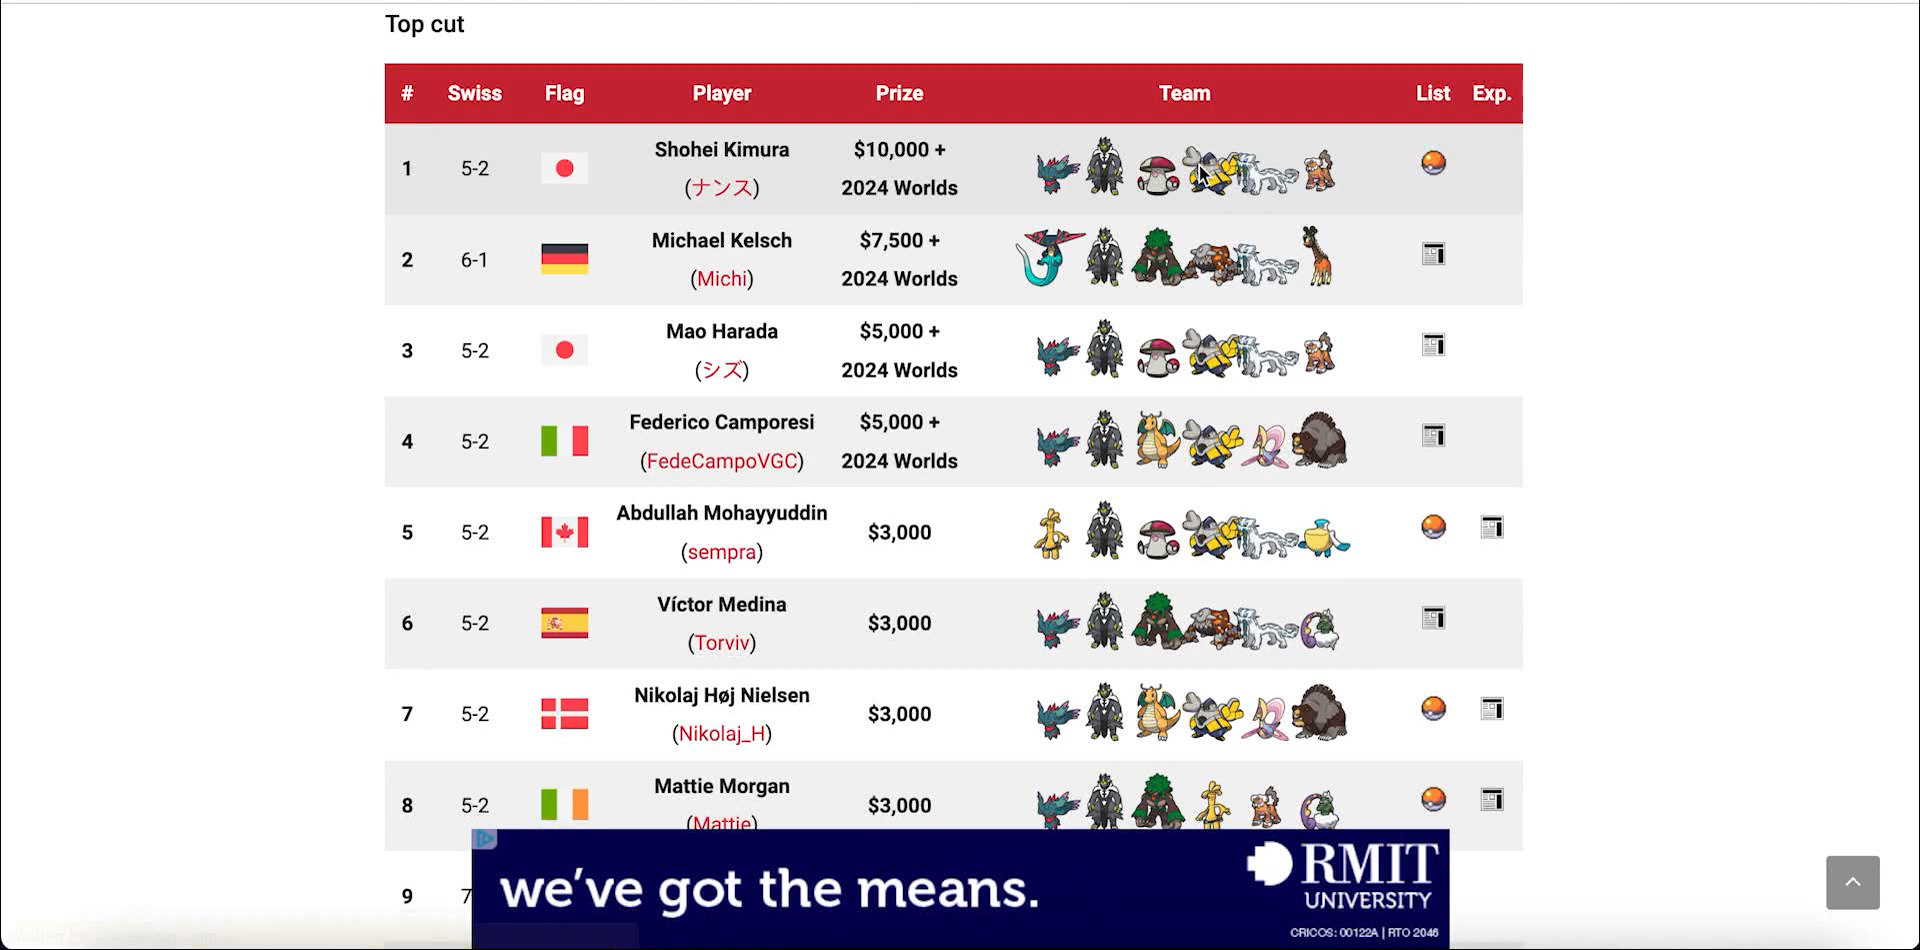 Top cut
# Swiss Flag Player Prize Team List Exp.
1 5-2 Shohei Kimura $10,000 +
(ナンス) 2024 Worlds
2 6-1 Michael Kelsch $7,500 +
(Michi) 2024 Worlds
3 5-2 Mao Harada $5,000 +
(シズ) 2024 Worlds
4 5-2 Federico Camporesi $5,000 +
(FedeCampoVGC) 2024 Worlds
5 5-2 Abdullah Mohayyuddin $3,000
(sempra)
6 5-2 Víctor Medina $3,000
(Torviv)
7 5-2 Nikolaj Høj Nielsen $3,000
(Nikolaj_H)
8 5-2 Mattie Morgan $3,000
(Mattie)
9 7
we've got the means.
RMIT
UNIVERSITY
CRICOS: 00122A | RTO 2046